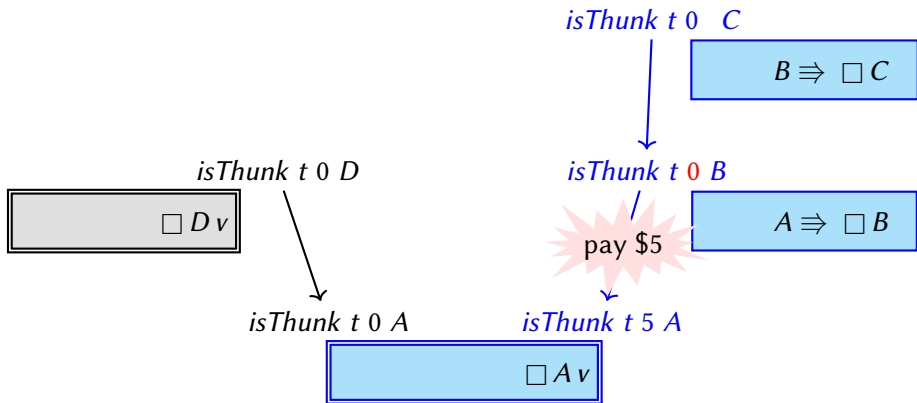 isThunk t 0 C
B ⇛ □ C
isThunk t 0 D
isThunk t 0 B
□ D v
A ⇛ □ B
pay $5
isThunk t 0 A
isThunk t 5 A
□ A v